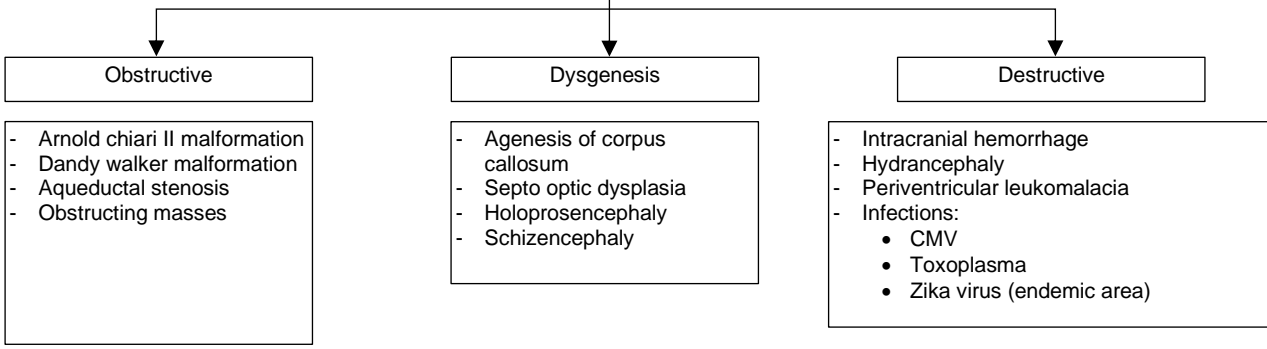 Obstructive
- Arnold chiari II malformation
- Dandy walker malformation
- Aqueductal stenosis
- Obstructing masses
Dysgenesis
- Agenesis of corpus
callosum
- Septo optic dysplasia
- Holoprosencephaly
- Schizencephaly
Destructive
- Intracranial hemorrhage
- Hydrancephaly
- Periventricular leukomalacia
- Infections:
• CMV
• Toxoplasma
• Zika virus (endemic area)